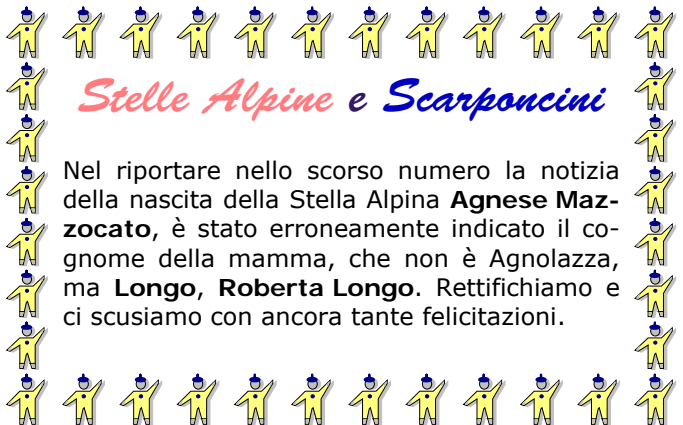 Stelle Alpine e Scarponcini
Nel riportare nello scorso numero la notizia
della nascita della Stella Alpina Agnese Maz-
zocato, è stato erroneamente indicato il co-
gnome della mamma, che non è Agnolazza,
ma Longo, Roberta Longo. Rettifichiamo e
ci scusiamo con ancora tante felicitazioni.